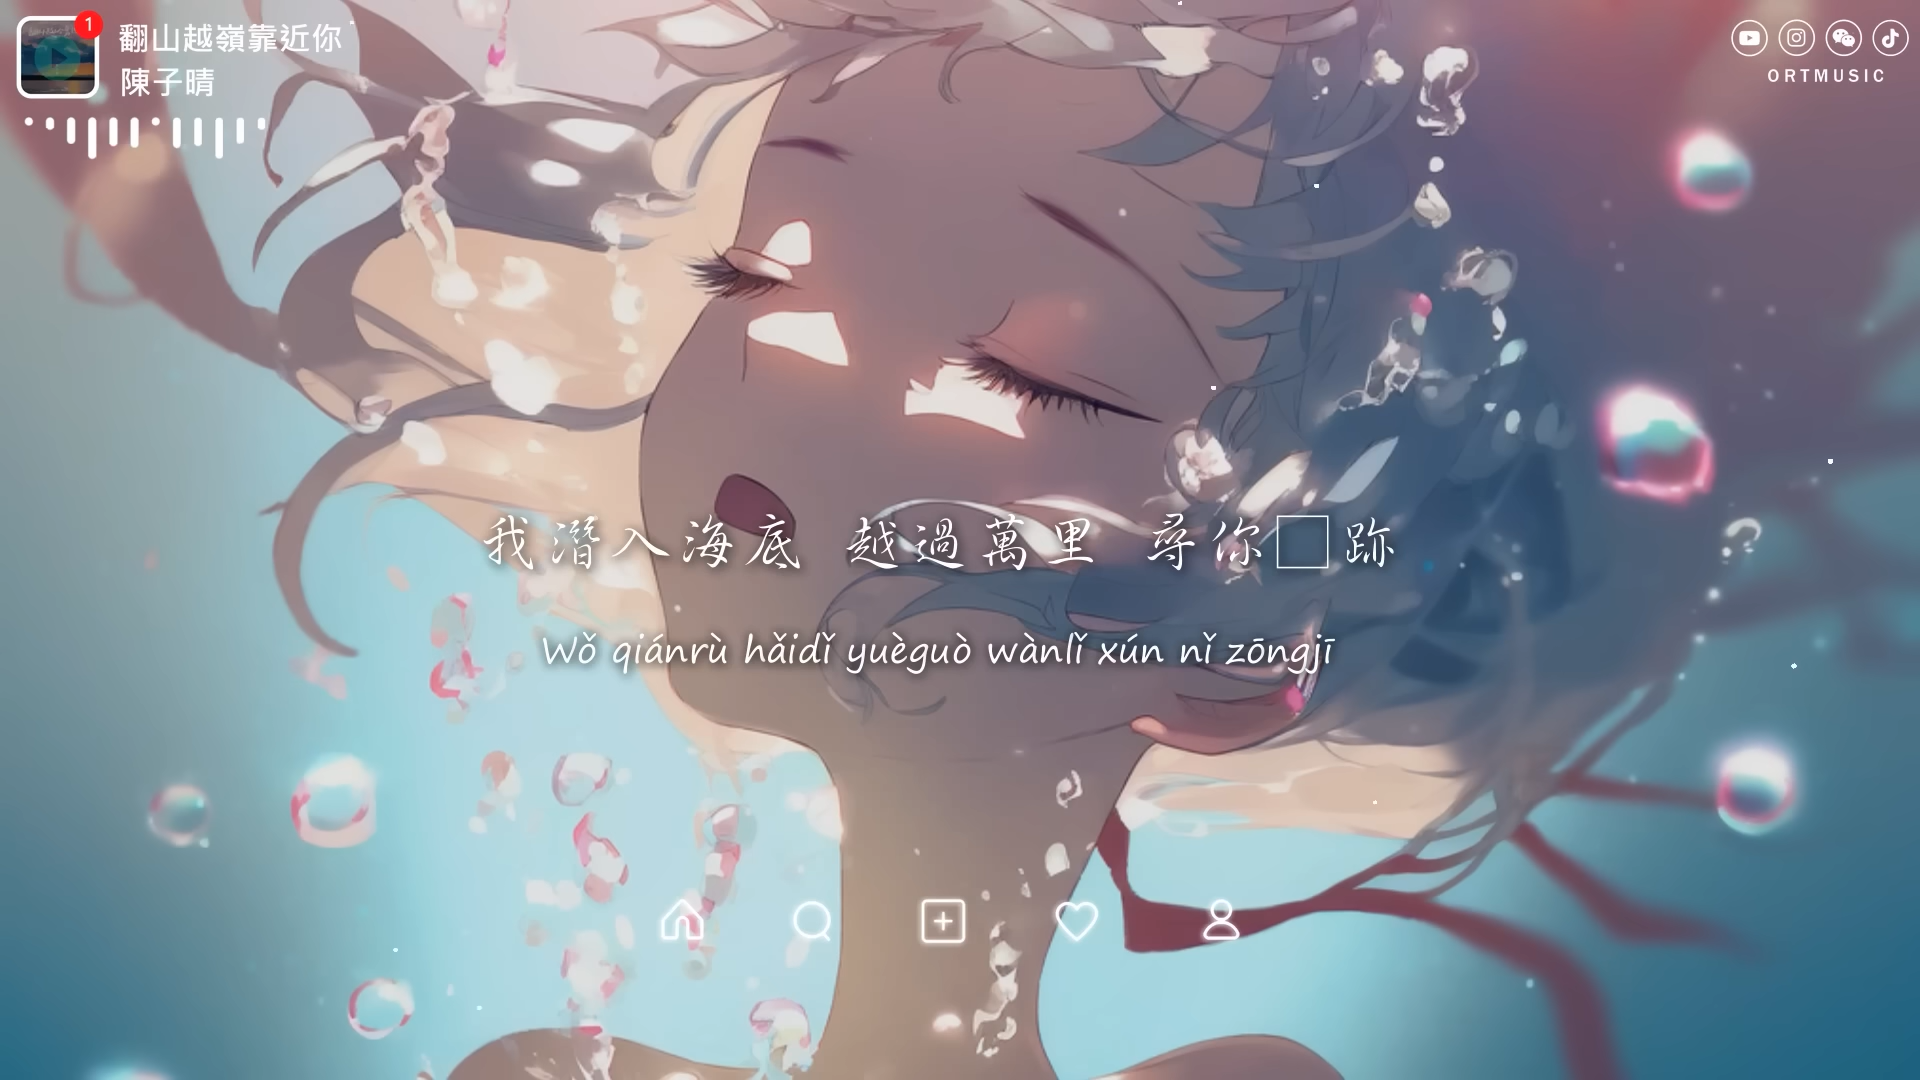 1
翻山越嶺靠近你
陳子晴
ORTMUSIC
我潛入海底 越過萬里 尋你□跡
Wǒ qiánrù hǎidǐ yuèguò wànlǐ xún nǐ zōngjī